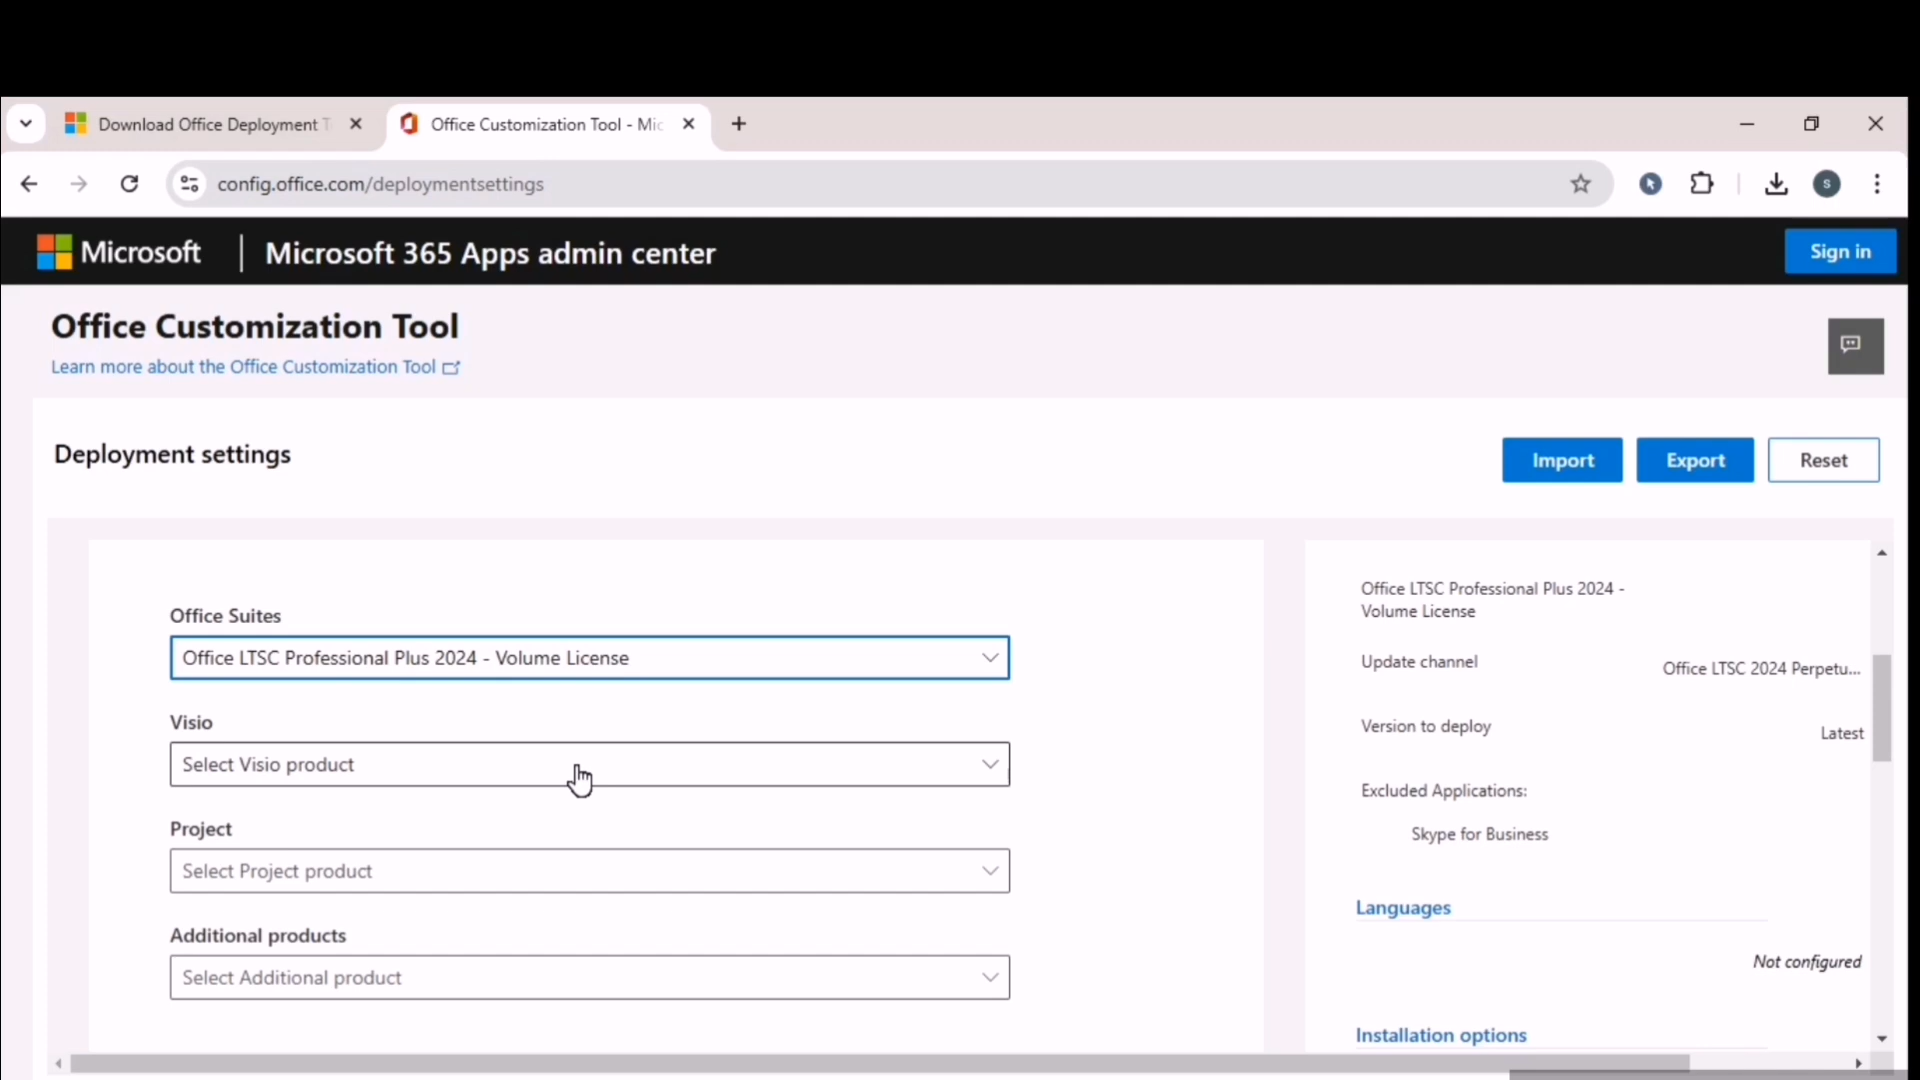 Download Office Deployment T
Office Customization Tool - Mic
config.office.com/deploymentsettings
S
Microsoft
Microsoft 365 Apps admin center
Sign in
Office Customization Tool
Learn more about the Office Customization Tool
Deployment settings
Import
Export
Reset
Office Suites
Office LTSC Professional Plus 2024 - Volume License
Visio
Select Visio product
Project
Select Project product
Additional products
Select Additional product
Office LTSC Professional Plus 2024 -
Volume License
Update channel
Office LTSC 2024 Perpetu...
Version to deploy
Latest
Excluded Applications:
Skype for Business
Languages
Not configured
Installation options